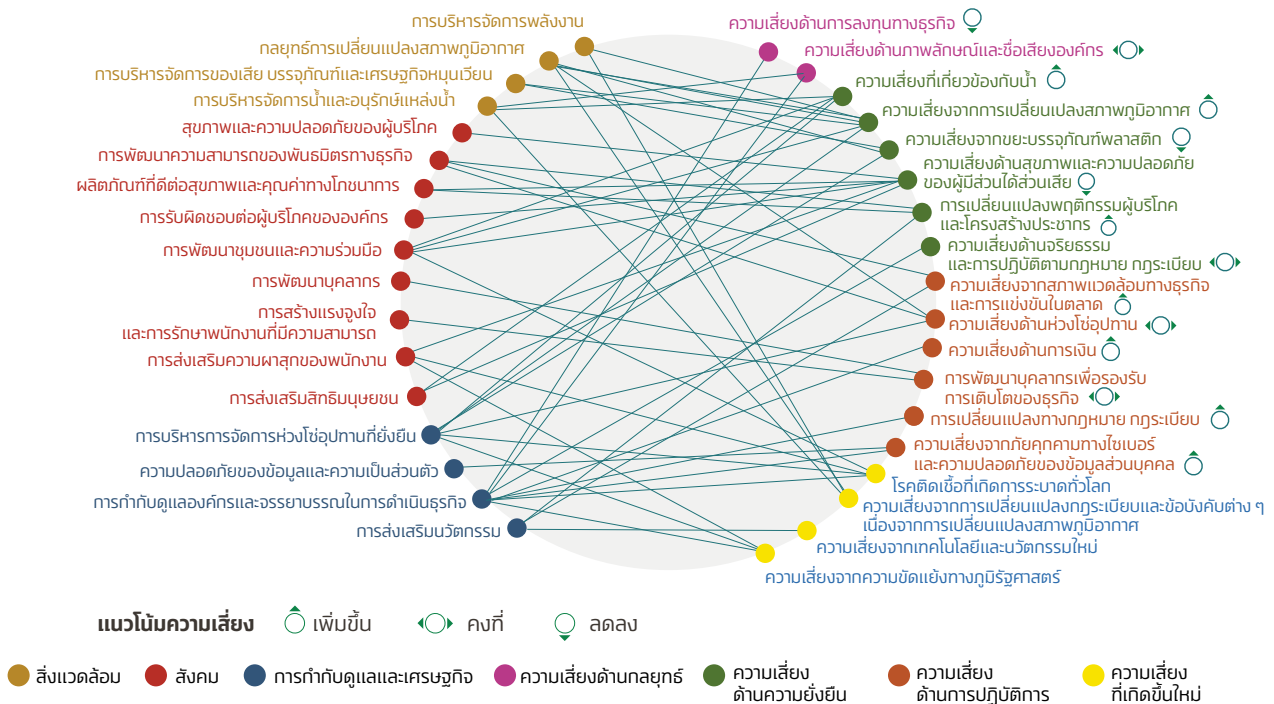 การบริหารจัดการพลังงาน
กลยุทธ์การเปลี่ยนแปลงสภาพภูมิอากาศ
การบริหารจัดการของเสีย บรรจุภัณฑ์และเศรษฐกิจหมุนเวียน
การบริหารจัดการน้ำและอนุรักษ์แหล่งน้ำ
สุขภาพและความปลอดภัยของผู้บริโภค
การพัฒนาความสามารถของพันธมิตรทางธุรกิจ
ผลิตภัณฑ์ที่ดีต่อสุขภาพและคุณค่าทางโภชนาการ
การรับผิดชอบต่อผู้บริโภคขององค์กร
การพัฒนาชุมชนและความร่วมมือ
การพัฒนาบุคลากร
การสร้างแรงจูงใจ
และการรักษาพนักงานที่มีความสามารถ
การส่งเสริมความผาสุกของพนักงาน
การส่งเสริมสิทธิมนุษยชน
การบริหารการจัดการห่วงโซ่อุปทานที่ยั่งยืน
ความปลอดภัยของข้อมูลและความเป็นส่วนตัว
การกำกับดูแลองค์กรและจรรยาบรรณในการดำเนินธุรกิจ
การส่งเสริมนวัตกรรม
ความเสี่ยงด้านการลงทุนทางธุรกิจ
ความเสี่ยงด้านภาพลักษณ์และชื่อเสียงองค์กร
ความเสี่ยงที่เกี่ยวข้องกับน้ำ
ความเสี่ยงจากการเปลี่ยนแปลงสภาพภูมิอากาศ
ความเสี่ยงจากขยะบรรจุภัณฑ์พลาสติก
ความเสี่ยงด้านสุขภาพและความปลอดภัย
ของผู้มีส่วนได้ส่วนเสีย
การเปลี่ยนแปลงพฤติกรรมผู้บริโภค
และโครงสร้างประชากร
ความเสี่ยงด้านจริยธรรม
และการปฏิบัติตามกฎหมาย กฎระเบียบ
ความเสี่ยงจากสภาพแวดล้อมทางธุรกิจ
และการแข่งขันในตลาด
ความเสี่ยงด้านห่วงโซ่อุปทาน
ความเสี่ยงด้านการเงิน
การพัฒนาบุคลากรเพื่อรองรับ
การเติบโตของธุรกิจ
การเปลี่ยนแปลงทางกฎหมาย กฎระเบียบ
ความเสี่ยงจากภัยคุกคามทางไซเบอร์
และความปลอดภัยของข้อมูลส่วนบุคคล
โรคติดเชื้อที่เกิดการระบาดทั่วโลก
ความเสี่ยงจากการเปลี่ยนแปลงกฎระเบียบและข้อบังคับต่าง ๆ
เนื่องจากการเปลี่ยนแปลงสภาพภูมิอากาศ
ความเสี่ยงจากเทคโนโลยีและนวัตกรรมใหม่
ความเสี่ยงจากความขัดแย้งทางภูมิรัฐศาสตร์
แนวโน้มความเสี่ยง เพิ่มขึ้น คงที่ ลดลง
สิ่งแวดล้อม สังคม การกำกับดูแลและเศรษฐกิจ ความเสี่ยงด้านกลยุทธ์ ความเสี่ยง ความเสี่ยง ความเสี่ยง
ด้านความยั่งยืน ด้านการปฏิบัติการ ที่เกิดขึ้นใหม่